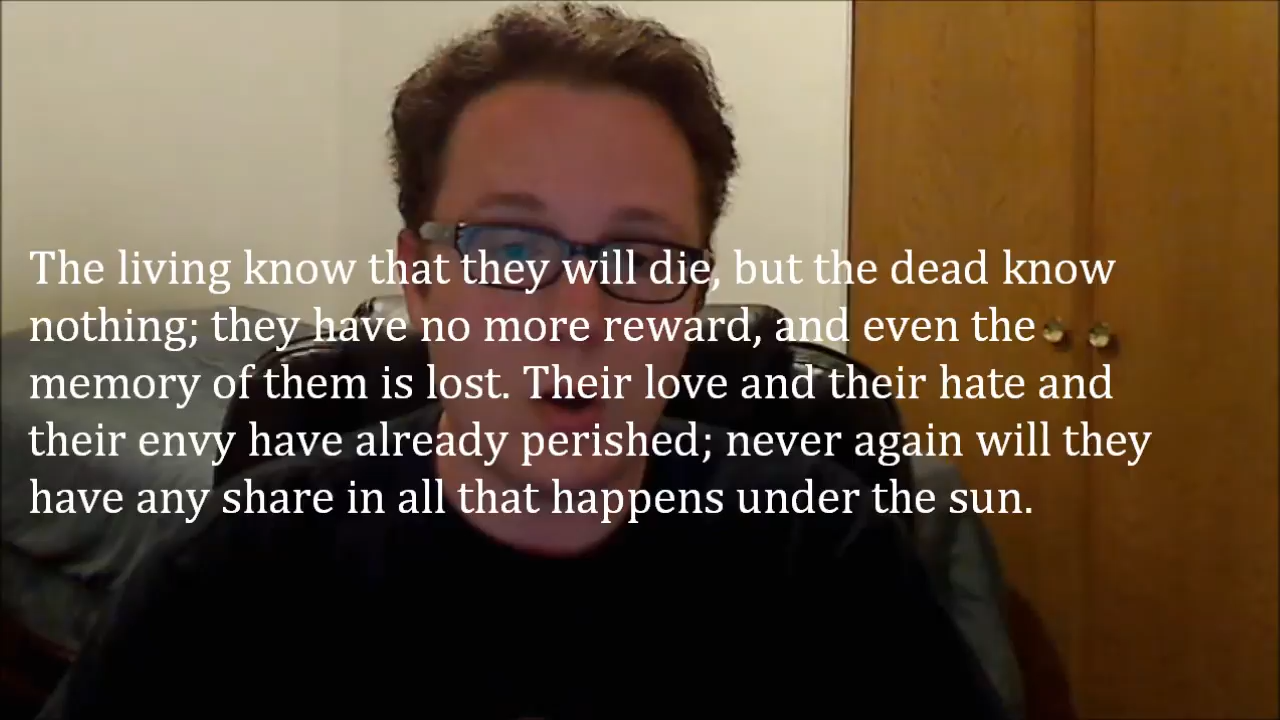 The living know that they will die, but the dead know
nothing; they have no more reward, and even the
memory of them is lost. Their love and their hate and
their envy have already perished; never again will they
have any share in all that happens under the sun.